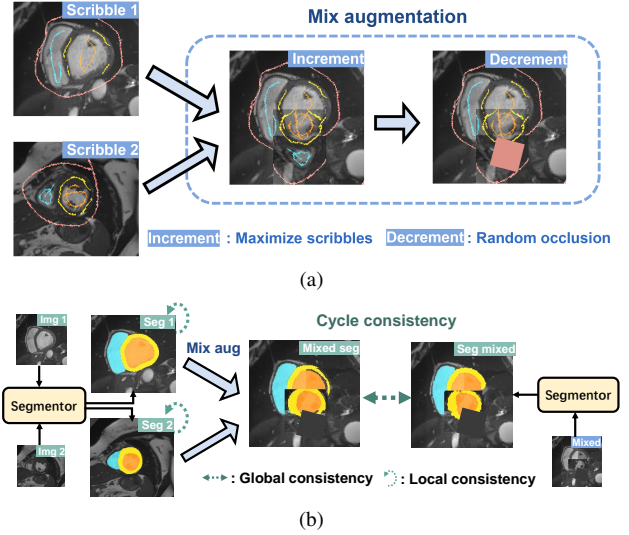 Scribble 1
Mix augmentation
Increment
Decrement
Scribble 2
Increment : Maximize scribbles
Decrement : Random occlusion
(a)
Img 1
Seg 1
Mix aug
Cycle consistency
Mixed seg
Seg mixed
Segmentor
Segmentor
Seg 2
Img 2
Mixed
: Global consistency
: Local consistency
(b)